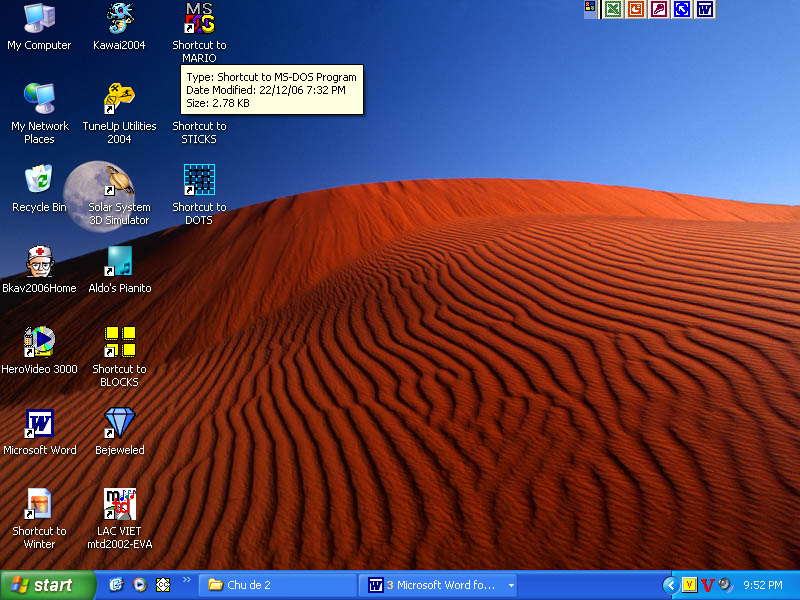 My Computer
Kawai2004
MS
DOS
Shortcut to
MARIO
Type: Shortcut to MS-DOS Program
Date Modified: 22/12/06 7:32 PM
Size: 2.78 KB
My Network
Places
TuneUp Utilities
2004
Shortcut to
STICKS
Recycle Bin
Solar System
3D Simulator
Shortcut to
DOTS
Bkav2006Home
Aldo's Pianito
HeroVideo 3000
Shortcut to
BLOCKS
W
Microsoft Word
Bejeweled
Shortcut to
Winter
mtd
LAC VIET
mtd2002-EVA
start
Chu de 2
3 Microsoft Word fo...
V
V
9:52 PM